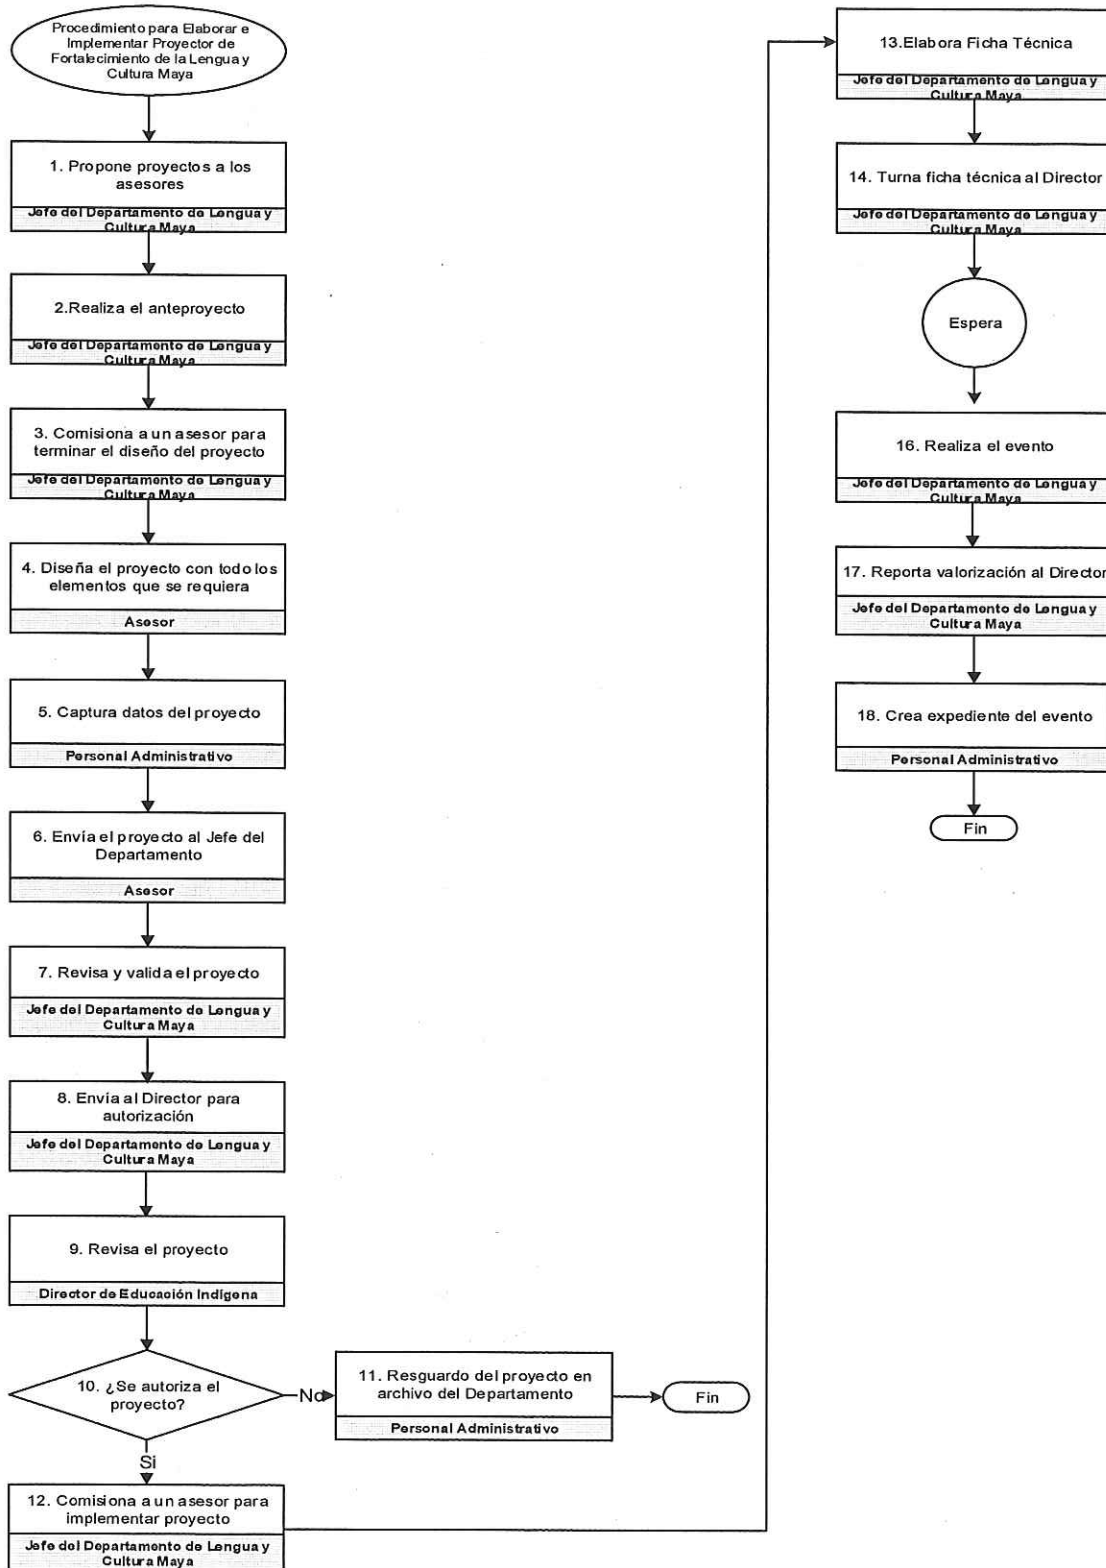 Procedimiento para Elaborar e
Implementar Proyector de
Fortalecimiento de la Lengua y
Cultura Maya
1. Propone proyectos a los
asesores
Jefe del Departamento de Lengua y
Cultura Maya
2.Realiza el anteproyecto
Jefe del Departamento de Lengua y
Cultura Maya
3. Comisiona a un asesor para
terminar el diseño del proyecto
Jefe del Departamento de Lengua y
Cultura Maya
4. Diseña el proyecto con todo los
elementos que se requiera
Asesor
5. Captura datos del proyecto
Personal Administrativo
6. Envía el proyecto al Jefe del
Departamento
Asesor
7. Revisa y valida el proyecto
Jefe del Departamento de Lengua y
Cultura Maya
8. Envía al Director para
autorización
Jefe del Departamento de Lengua y
Cultura Maya
9. Revisa el proyecto
Director de Educación Indígena
10. ¿Se autoriza el
proyecto?
No
11. Resguardo del proyecto en
archivo del Departamento
Personal Administrativo
Fin
Si
12. Comisiona a un asesor para
implementar proyecto
Jefe del Departamento de Lengua y
Cultura Maya
13.Elabora Ficha Técnica
Jefe del Departamento de Lengua y
Cultura Maya
14. Turna ficha técnica al Director
Jefe del Departamento de Lengua y
Cultura Maya
Espera
16. Realiza el evento
Jefe del Departamento de Lengua y
Cultura Maya
17. Reporta valorización al Director
Jefe del Departamento de Lengua y
Cultura Maya
18. Crea expediente del evento
Personal Administrativo
Fin